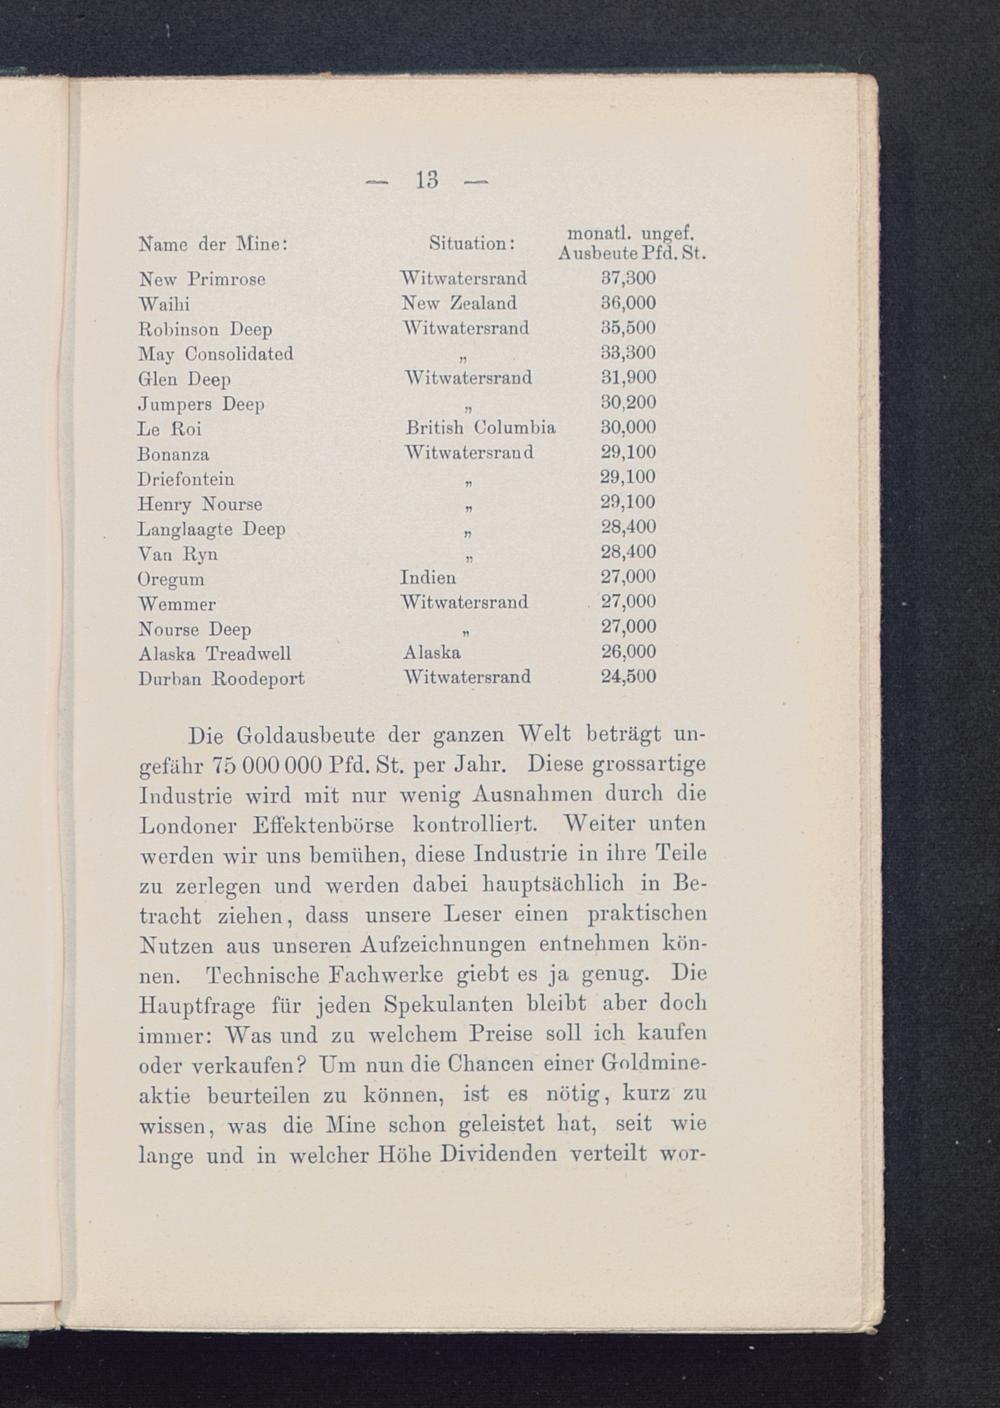 — 13 —
Name der Mine: Situation: monatl. ungef. Ausbeute Pfd. St.
New Primrose Witwatersrand 37,300
Waihi New Zealand 36,000
Robinson Deep Witwatersrand 35,500
May Consolidated „ 33,300
Glen Deep Witwatersrand 31,900
Jumpers Deep „ 30,200
Le Roi British Columbia 30,000
Bonanza Witwatersrand 29,100
Driefontein „ 29,100
Henry Nourse „ 29,100
Langlaagte Deep „ 28,400
Van Ryn „ 28,400
Oregum Indien 27,000
Wemmer Witwatersrand 27,000
Nourse Deep „ 27,000
Alaska Treadwell Alaska 26,000
Durban Roodeport Witwatersrand 24,500
Die Goldausbeute der ganzen Welt beträgt un-
gefähr 75 000 000 Pfd. St. per Jahr. Diese grossartige
Industrie wird mit nur wenig Ausnahmen durch die
Londoner Effektenbörse kontrolliert. Weiter unten
werden wir uns bemühen, diese Industrie in ihre Teile
zu zerlegen und werden dabei hauptsächlich in Be-
tracht ziehen, dass unsere Leser einen praktischen
Nutzen aus unseren Aufzeichnungen entnehmen kön-
nen. Technische Fachwerke giebt es ja genug. Die
Hauptfrage für jeden Spekulanten bleibt aber doch
immer: Was und zu welchem Preise soll ich kaufen
oder verkaufen? Um nun die Chancen einer Goldmine-
aktie beurteilen zu können, ist es nötig, kurz zu
wissen, was die Mine schon geleistet hat, seit wie
lange und in welcher Höhe Dividenden verteilt wor-